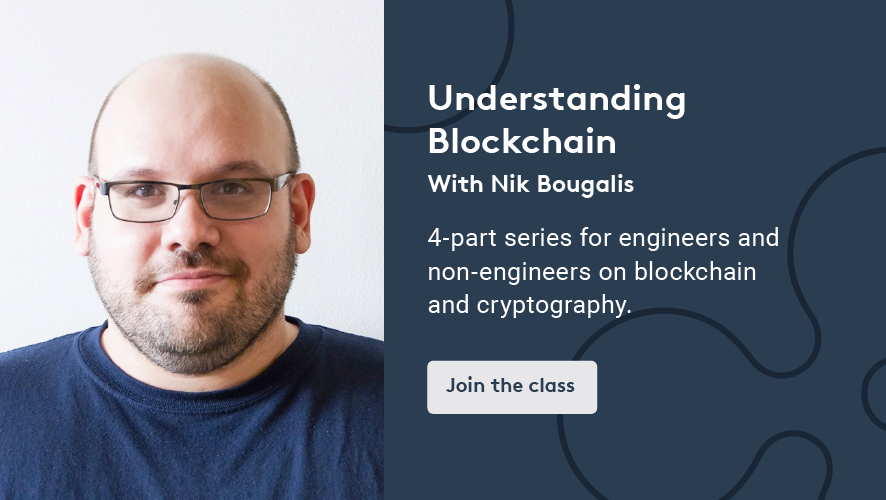 Understanding
Blockchain
With Nik Bougalis
4-part series for engineers and
non-engineers on blockchain
and cryptography.
Join the class